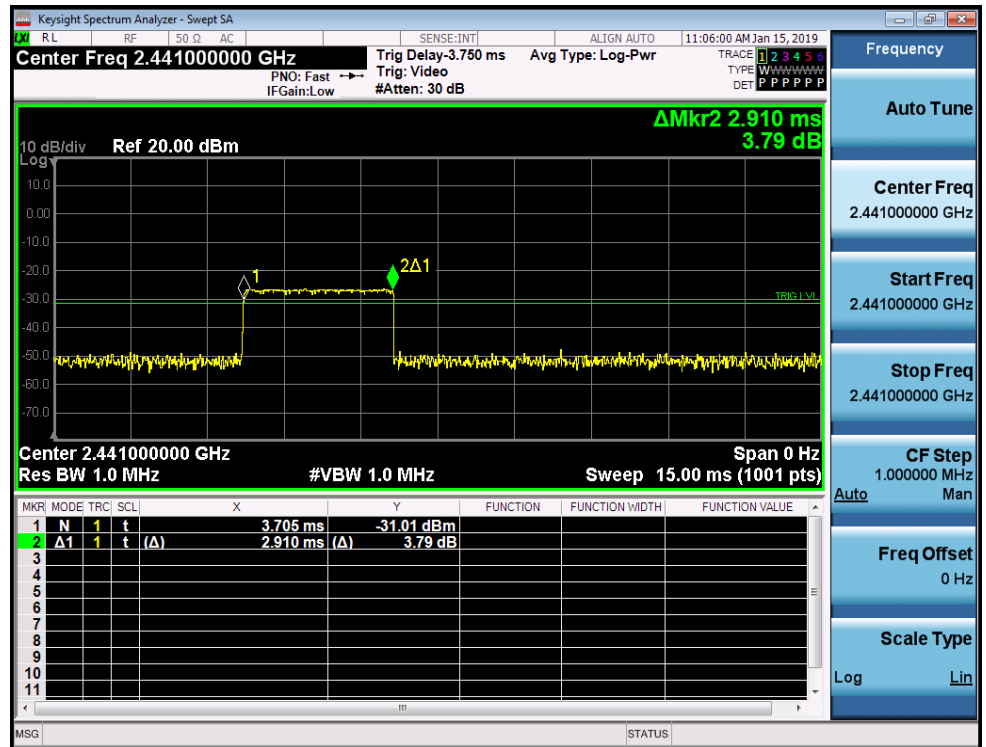 Keysight Spectrum Analyzer - Swept SA
LXI RL RF 50 Ω AC SENSE:INT ALIGN AUTO 11:06:00 AM Jan 15, 2019
Center Freq 2.441000000 GHz
PNO: Fast
IFGain:Low
Trig Delay-3.750 ms
Trig: Video
#Atten: 30 dB
Avg Type: Log-Pwr
TRACE 1 2 3 4 5 6
TYPE W W W W W W
DET P P P P P P
ΔMkr2 2.910 ms
3.79 dB
10 dB/div Ref 20.00 dBm
Log
10.0
0.00
-10.0
-20.0
-30.0
-40.0
-50.0
-60.0
-70.0
1
2Δ1
TRIG LVL
Center 2.441000000 GHz Span 0 Hz
Res BW 1.0 MHz #VBW 1.0 MHz Sweep 15.00 ms (1001 pts)
MKR MODE TRC SCL X Y FUNCTION FUNCTION WIDTH FUNCTION VALUE
1 N 1 t 3.705 ms -31.01 dBm
2 Δ1 1 t (Δ) 2.910 ms (Δ) 3.79 dB
3
4
5
6
7
8
9
10
11
MSG STATUS
Frequency
Auto Tune
Center Freq
2.441000000 GHz
Start Freq
2.441000000 GHz
Stop Freq
2.441000000 GHz
CF Step
1.000000 MHz
Auto Man
Freq Offset
0 Hz
Scale Type
Log Lin